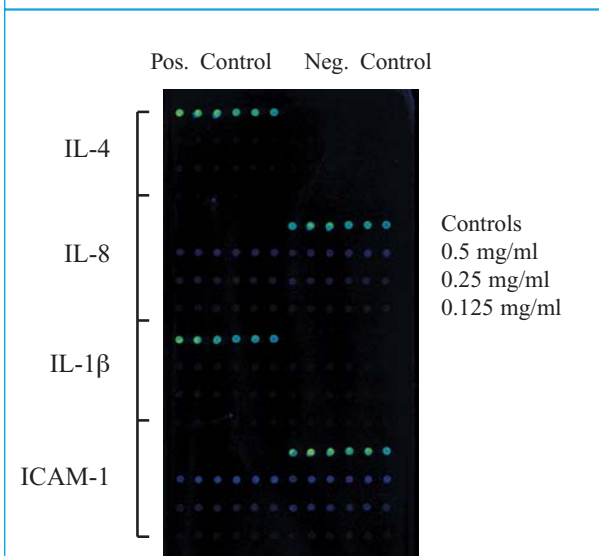 Pos. Control Neg. Control
IL-4
IL-8
Controls
0.5 mg/ml
0.25 mg/ml
0.125 mg/ml
IL-1β
ICAM-1